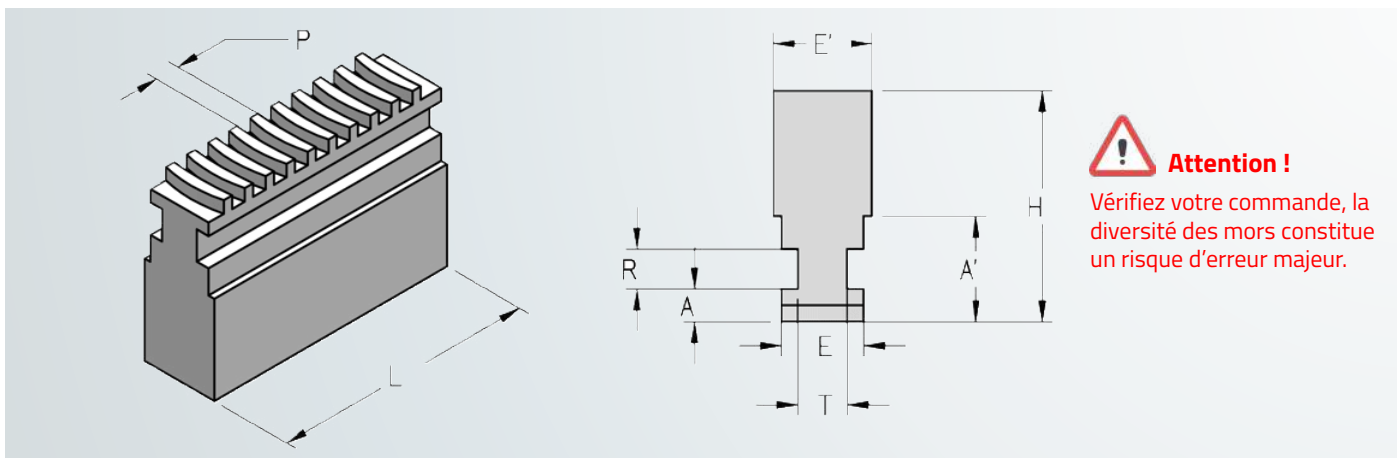 P
L
E'
H
R
A
A'
E
T
Attention !
Vérifiez votre commande, la
diversité des mors constitue
un risque d’erreur majeur.